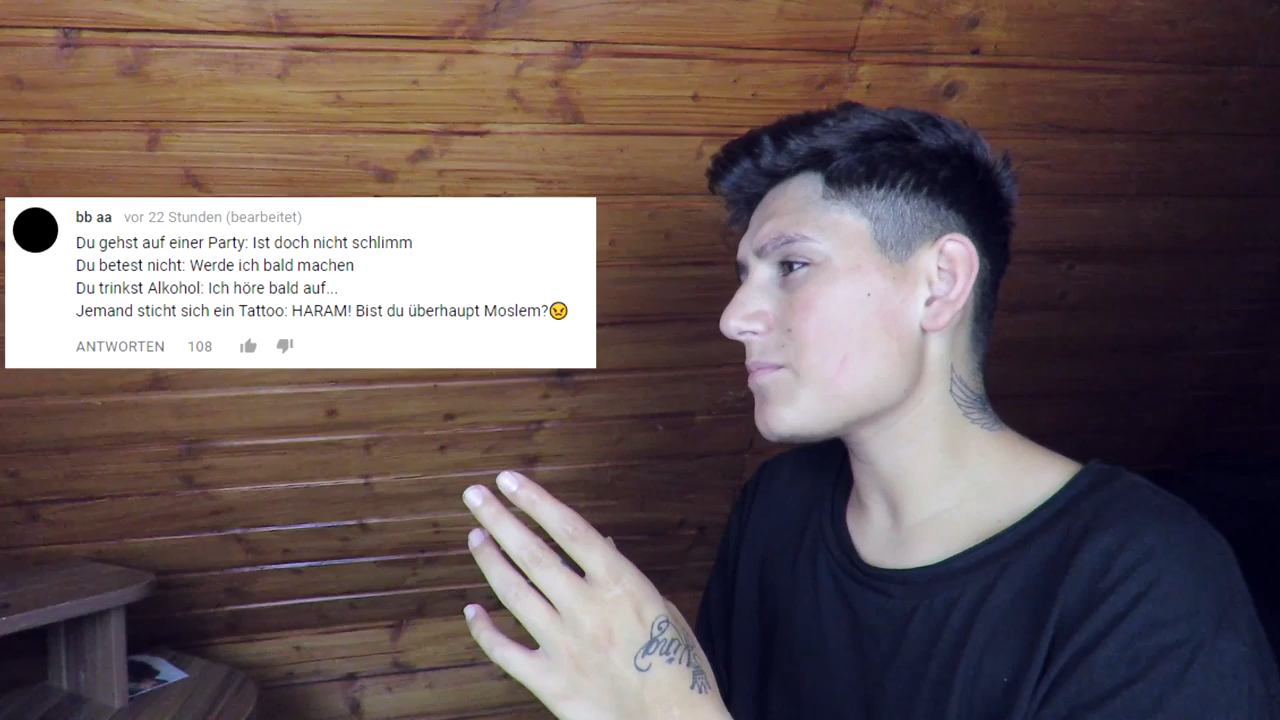 bb aa vor 22 Stunden (bearbeitet)
Du gehst auf einer Party: Ist doch nicht schlimm
Du betest nicht: Werde ich bald machen
Du trinkst Alkohol: Ich höre bald auf...
Jemand sticht sich ein Tattoo: HARAM! Bist du überhaupt Moslem?😠
ANTWORTEN 108